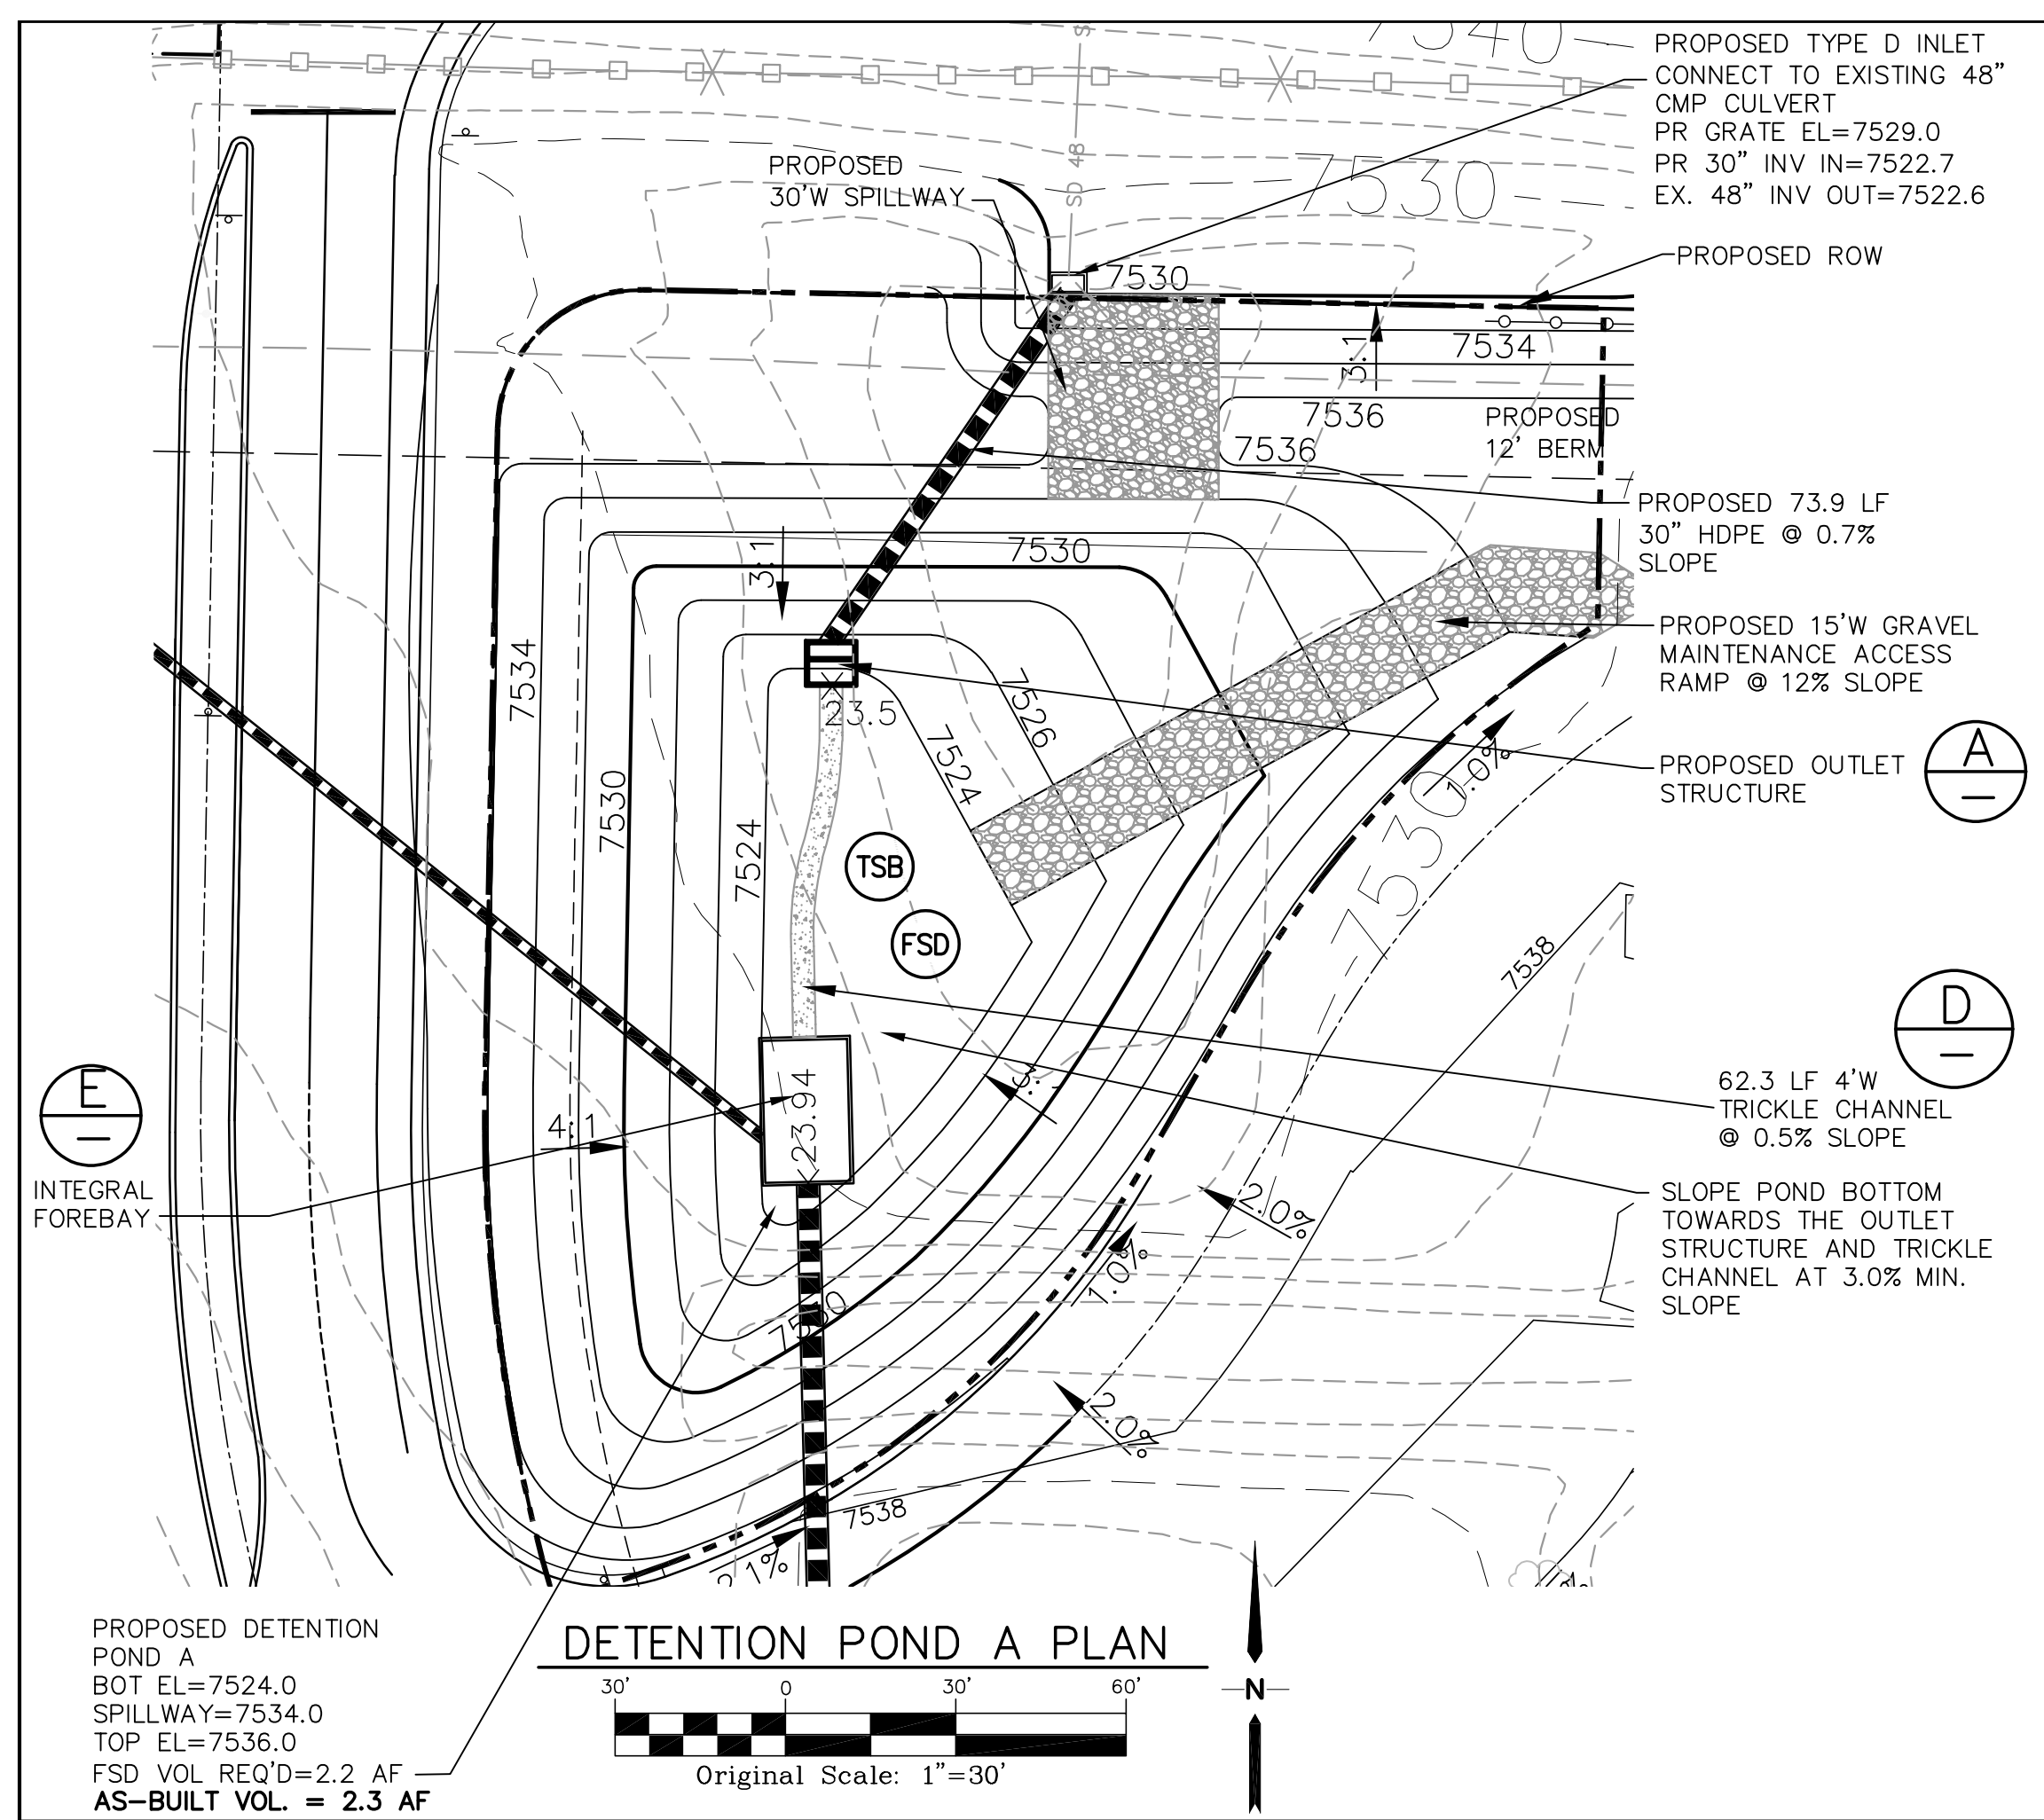 7540
PROPOSED TYPE D INLET
CONNECT TO EXISTING 48"
CMP CULVERT
PR GRATE EL=7529.0
PR 30" INV IN=7522.7
EX. 48" INV OUT=7522.6
S
SD 48
7530
PROPOSED
30'W SPILLWAY
PROPOSED ROW
7530
7534
3:1
7536
7536
PROPOSED
12' BERM
PROPOSED 73.9 LF
30" HDPE @ 0.7%
SLOPE
7530
3:1
PROPOSED 15'W GRAVEL
MAINTENANCE ACCESS
RAMP @ 12% SLOPE
7534
7526
23.5
7524
PROPOSED OUTLET
STRUCTURE
A
1.0%
7530
7530
7524
TSB
FSD
7538
D
62.3 LF 4'W
TRICKLE CHANNEL
@ 0.5% SLOPE
E
INTEGRAL
FOREBAY
4:1
23.94
SLOPE POND BOTTOM
TOWARDS THE OUTLET
STRUCTURE AND TRICKLE
CHANNEL AT 3.0% MIN.
SLOPE
2.0%
1.0%
7530
2.0%
7538
2.1%
PROPOSED DETENTION
POND A
BOT EL=7524.0
SPILLWAY=7534.0
TOP EL=7536.0
FSD VOL REQ'D=2.2 AF
AS-BUILT VOL. = 2.3 AF
DETENTION POND A PLAN
30' 0 30' 60'
Original Scale: 1"=30'
N